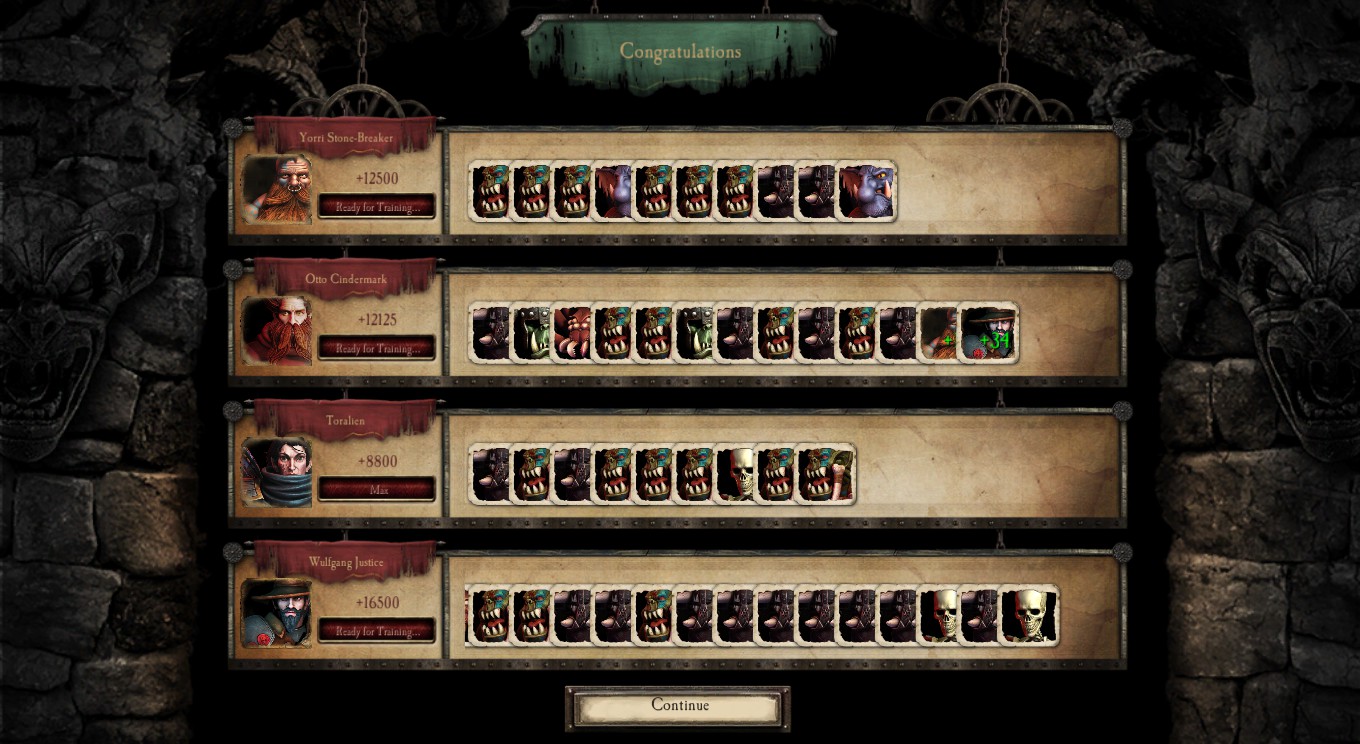 Congratulations
Yorri Stone-Breaker
+12500
Ready for Training...
Otto Cindermark
+12125
Ready for Training...
+
+34
Toralien
+8800
Max
Wulfgang Justice
+16500
Ready for Training...
Continue